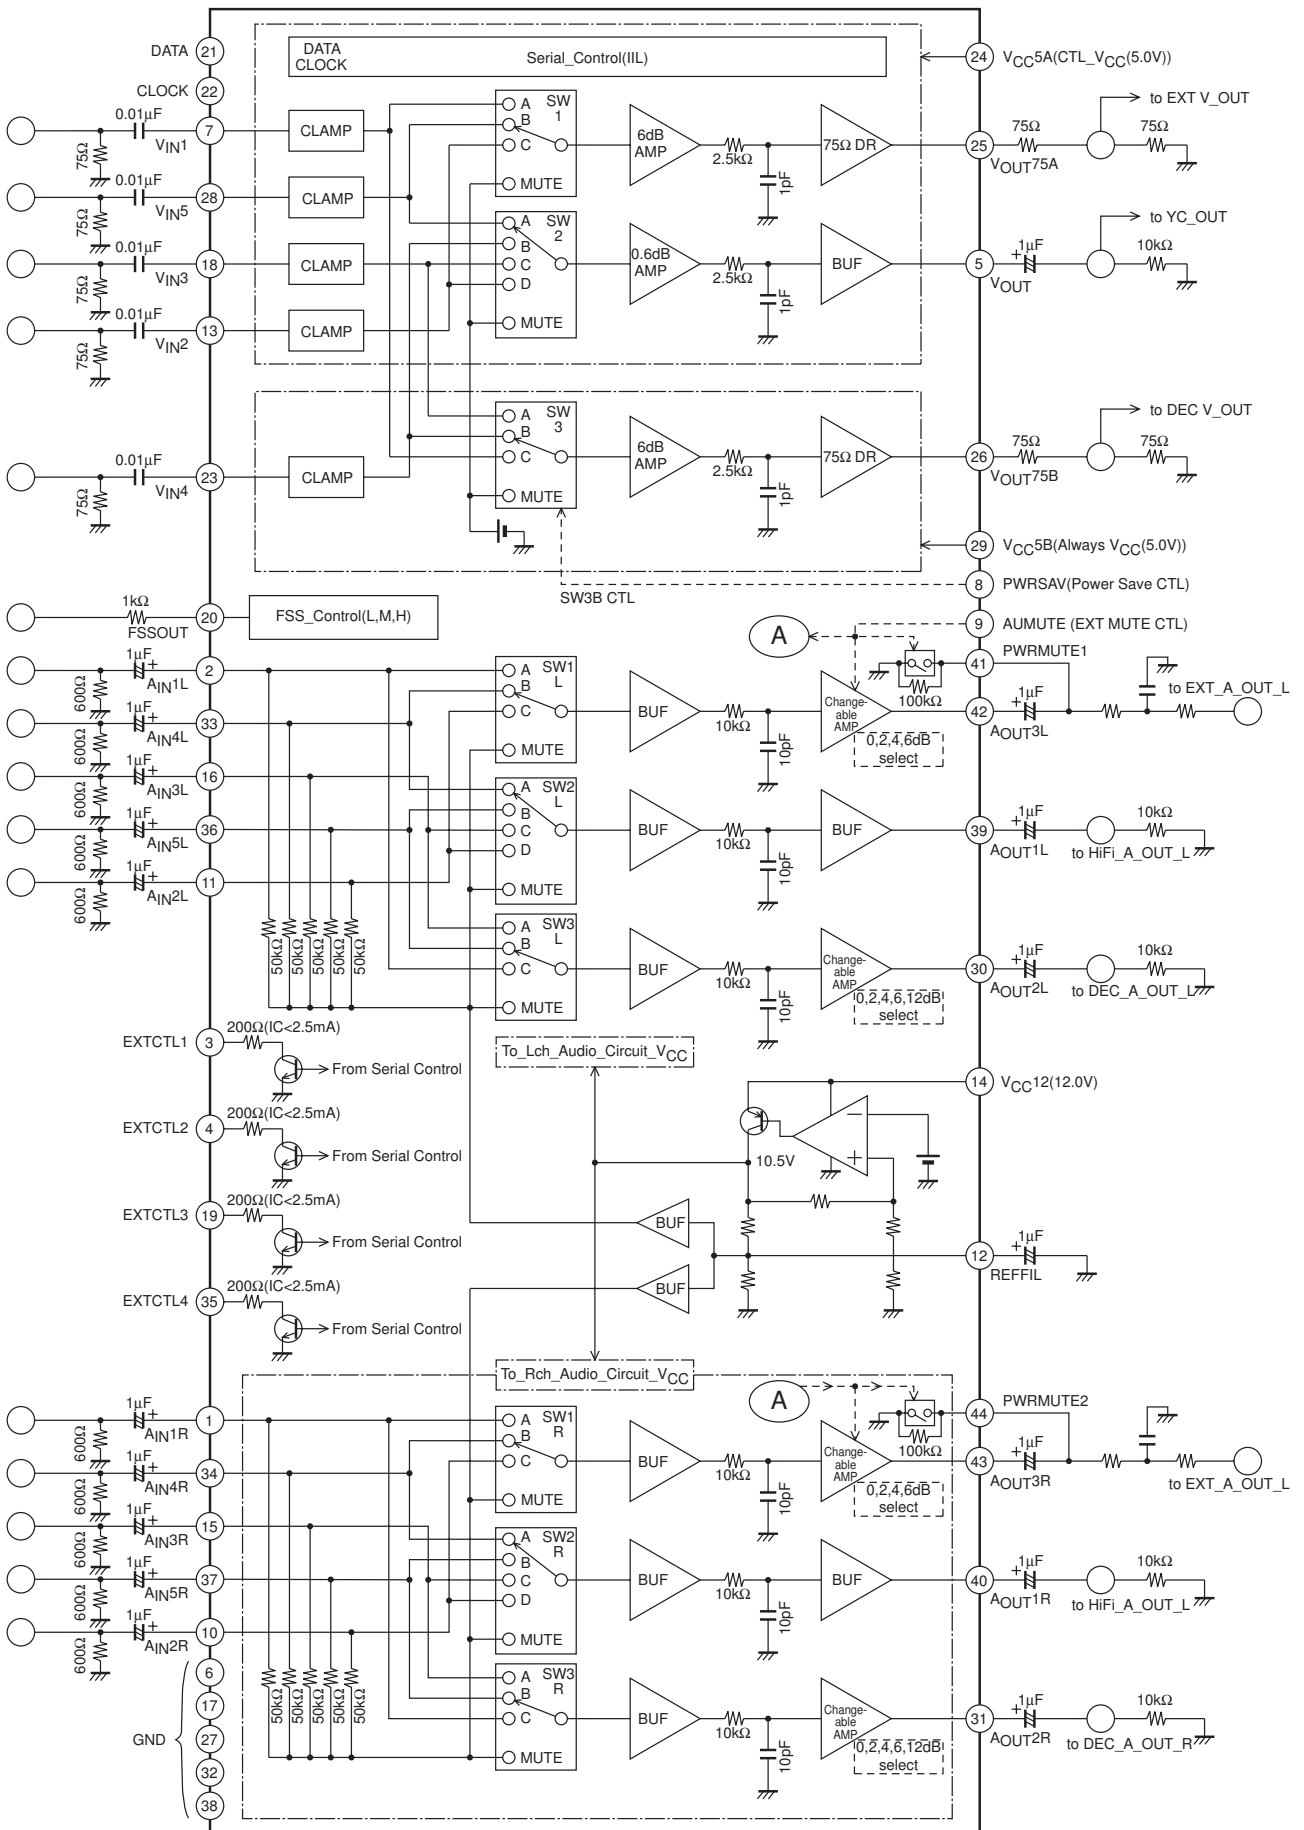 DATA 21
DATA
CLOCK
Serial_Control(IIL)
24 VCC5A(CTL_VCC(5.0V))
CLOCK 22
to EXT V_OUT
0.01µF
7
VIN1
75Ω
CLAMP
A
B
C
MUTE
SW
1
6dB
AMP
2.5kΩ
1pF
75Ω DR
25
VOUT75A
75Ω
75Ω
0.01µF
28
VIN5
75Ω
CLAMP
to YC_OUT
0.01µF
18
VIN3
75Ω
CLAMP
A
B
C
D
MUTE
SW
2
0.6dB
AMP
2.5kΩ
1pF
BUF
5
VOUT
1µF
+
10kΩ
0.01µF
13
VIN2
75Ω
CLAMP
to DEC V_OUT
0.01µF
23
VIN4
75Ω
CLAMP
A
B
C
MUTE
SW
3
6dB
AMP
2.5kΩ
1pF
75Ω DR
26
VOUT75B
75Ω
75Ω
29 VCC5B(Always VCC(5.0V))
8 PWRSAV(Power Save CTL)
SW3B CTL
1kΩ
20
FSSOUT
FSS_Control(L,M,H)
A
9 AUMUTE (EXT MUTE CTL)
41 PWRMUTE1
100kΩ
1µF
+
2
AIN1L
600Ω
A
B
C
MUTE
SW1
L
BUF
10kΩ
10pF
Change-
able
AMP
0,2,4,6dB
select
42
AOUT3L
1µF
+
to EXT_A_OUT_L
1µF
+
33
AIN4L
600Ω
1µF
+
16
AIN3L
600Ω
A
B
C
D
MUTE
SW2
L
BUF
10kΩ
10pF
BUF
39
AOUT1L
1µF
+
10kΩ
to HiFi_A_OUT_L
1µF
+
36
AIN5L
600Ω
1µF
+
11
AIN2L
600Ω
50kΩ
50kΩ
50kΩ
50kΩ
50kΩ
A
B
C
MUTE
SW3
L
BUF
10kΩ
10pF
Change-
able
AMP
0,2,4,6,12dB
select
30
AOUT2L
1µF
+
10kΩ
to DEC_A_OUT_L
EXTCTL1 3
200Ω(IC<2.5mA)
From Serial Control
To_Lch_Audio_Circuit_VCC
14 VCC12(12.0V)
EXTCTL2 4
200Ω(IC<2.5mA)
From Serial Control
−
+
10.5V
EXTCTL3 19
200Ω(IC<2.5mA)
From Serial Control
BUF
12
REFFIL
1µF
+
BUF
EXTCTL4 35
200Ω(IC<2.5mA)
From Serial Control
To_Rch_Audio_Circuit_VCC
A
44 PWRMUTE2
100kΩ
1µF
+
1
AIN1R
600Ω
A
B
C
MUTE
SW1
R
BUF
10kΩ
10pF
Change-
able
AMP
0,2,4,6dB
select
43
AOUT3R
1µF
+
to EXT_A_OUT_L
1µF
+
34
AIN4R
600Ω
1µF
+
15
AIN3R
600Ω
A
B
C
D
MUTE
SW2
R
BUF
10kΩ
10pF
BUF
40
AOUT1R
1µF
+
10kΩ
to HiFi_A_OUT_L
1µF
+
37
AIN5R
600Ω
1µF
+
10
AIN2R
600Ω
50kΩ
50kΩ
50kΩ
50kΩ
50kΩ
A
B
C
MUTE
SW3
R
BUF
10kΩ
10pF
Change-
able
AMP
0,2,4,6,12dB
select
31
AOUT2R
1µF
+
10kΩ
to DEC_A_OUT_R
GND
6
17
27
32
38